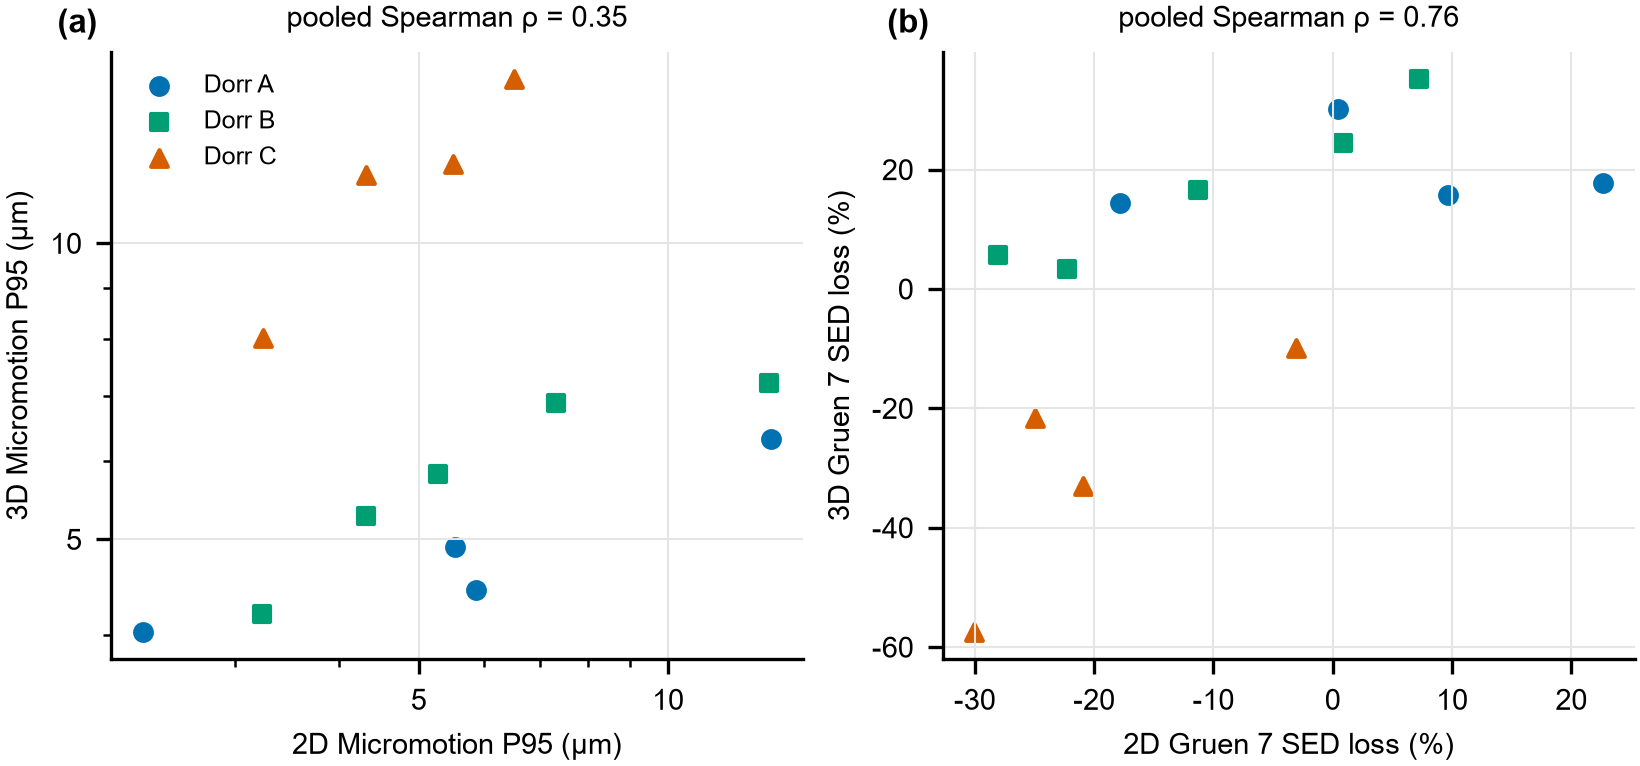 (a)
pooled Spearman ρ = 0.35
Dorr A
Dorr B
Dorr C
3D Micromotion P95 (μm)
10
5
5
10
2D Micromotion P95 (μm)
(b)
pooled Spearman ρ = 0.76
3D Gruen 7 SED loss (%)
20
0
-20
-40
-60
-30
-20
-10
0
10
20
2D Gruen 7 SED loss (%)